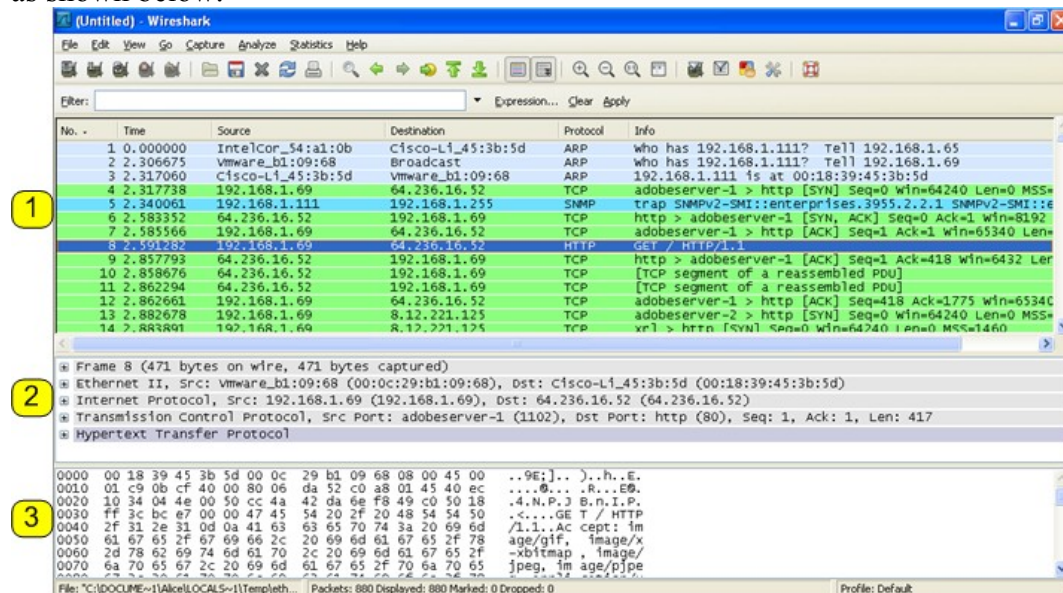 (Untitled) - Wireshark
File Edit View Go Capture Analyze Statistics Help
Filter: Expression... Clear Apply
No. - Time Source Destination Protocol Info
1 0.000000 IntelCor_54:a1:0b Cisco-Li_45:3b:5d ARP who has 192.168.1.111? Tell 192.168.1.65
2 2.306675 Vmware_b1:09:68 Broadcast ARP who has 192.168.1.111? Tell 192.168.1.69
3 2.317060 Cisco-Li_45:3b:5d Vmware_b1:09:68 ARP 192.168.1.111 is at 00:18:39:45:3b:5d
1
4 2.317738 192.168.1.69 64.236.16.52 TCP adobeserver-1 > http [SYN] Seq=0 Win=64240 Len=0 MSS=
5 2.340061 192.168.1.111 192.168.1.255 SNMP trap SNMPv2-SMI::enterprises.3955.2.2.1 SNMPv2-SMI::e
6 2.583352 64.236.16.52 192.168.1.69 TCP http > adobeserver-1 [SYN, ACK] Seq=0 Ack=1 Win=8192
7 2.585566 192.168.1.69 64.236.16.52 TCP adobeserver-1 > http [ACK] Seq=1 Ack=1 Win=65340 Len=
8 2.591282 192.168.1.69 64.236.16.52 HTTP GET / HTTP/1.1
9 2.857793 64.236.16.52 192.168.1.69 TCP http > adobeserver-1 [ACK] Seq=1 Ack=418 Win=6432 Len
10 2.858676 64.236.16.52 192.168.1.69 TCP [TCP segment of a reassembled PDU]
11 2.862294 64.236.16.52 192.168.1.69 TCP [TCP segment of a reassembled PDU]
12 2.862661 192.168.1.69 64.236.16.52 TCP adobeserver-1 > http [ACK] Seq=418 Ack=1775 Win=65340
13 2.882678 192.168.1.69 8.12.221.125 TCP adobeserver-2 > http [SYN] Seq=0 Win=64240 Len=0 MSS=
14 2.883891 192.168.1.69 8.12.221.125 TCP xrl > http [SYN] Seq=0 Win=64240 Len=0 MSS=1460
Frame 8 (471 bytes on wire, 471 bytes captured)
Ethernet II, Src: Vmware_b1:09:68 (00:0c:29:b1:09:68), Dst: Cisco-Li_45:3b:5d (00:18:39:45:3b:5d)
2
Internet Protocol, Src: 192.168.1.69 (192.168.1.69), Dst: 64.236.16.52 (64.236.16.52)
Transmission Control Protocol, Src Port: adobeserver-1 (1102), Dst Port: http (80), Seq: 1, Ack: 1, Len: 417
Hypertext Transfer Protocol
0000 00 18 39 45 3b 5d 00 0c 29 b1 09 68 08 00 45 00 ..9E;].. )..h..E.
0010 01 c9 0b cf 40 00 80 06 da 52 c0 a8 01 45 40 ec ....@... .R...E@.
0020 10 34 04 4e 00 50 cc 4a 42 da 6e f8 49 c0 50 18 .4.N.P.J B.n.I.P.
3
0030 ff 3c bc e7 00 00 47 45 54 20 2f 20 48 54 54 50 .<....GE T / HTTP
0040 2f 31 2e 31 0d 0a 41 63 63 65 70 74 3a 20 69 6d /1.1..Ac cept: im
0050 61 67 65 2f 67 69 66 2c 20 69 6d 61 67 65 2f 78 age/gif, image/x
0060 2d 78 62 69 74 6d 61 70 2c 20 69 6d 61 67 65 2f -xbitmap , image/
0070 6a 70 65 67 2c 20 69 6d 61 67 65 2f 70 6a 70 65 jpeg, im age/pjpe
File: "C:\DOCUME~1\Alice\LOCALS~1\Temp\eth... Packets: 880 Displayed: 880 Marked: 0 Dropped: 0 Profile: Default